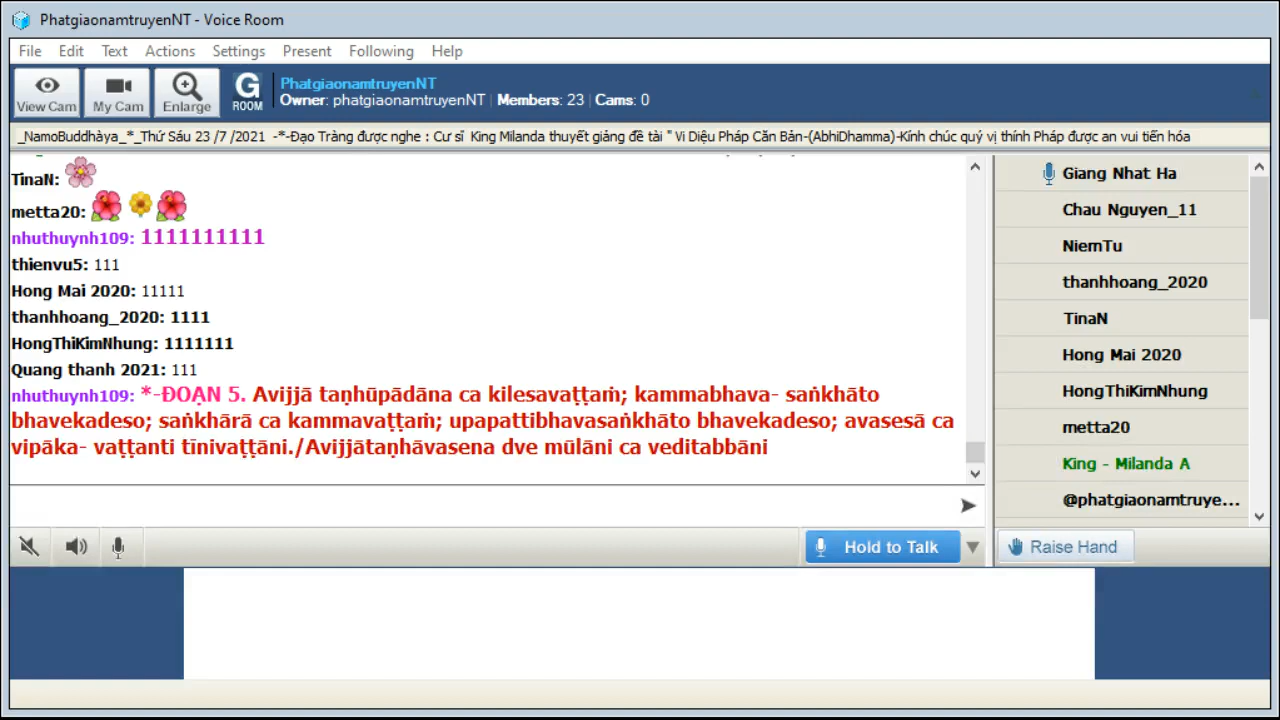 PhatgiaonamtruyenNT - Voice Room
File Edit Text Actions Settings Present Following Help
View Cam My Cam Enlarge G ROOM
PhatgiaonamtruyenNT
Owner: phatgiaonamtruyenNT | Members: 23 | Cams: 0
_NamoBuddhàya_*_Thứ Sáu 23 /7 /2021 -*-Đạo Tràng được nghe : Cư sĩ King Milanda thuyết giảng đề tài " Vi Diệu Pháp Căn Bản-(AbhiDhamma)-Kính chúc quý vị thính Pháp được an vui tiến hóa
TinaN:
metta20:
nhuthuynh109: 1111111111
thienvu5: 111
Hong Mai 2020: 11111
thanhhoang_2020: 1111
HongThiKimNhung: 1111111
Quang thanh 2021: 111
nhuthuynh109: *-ĐOẠN 5. Avijjā taṇhūpādāna ca kilesavaṭṭaṁ; kammabhava- saṅkhāto
bhavekadeso; saṅkhārā ca kammavaṭṭaṁ; upapattibhavasaṅkhāto bhavekadeso; avasesā ca
vipāka- vaṭṭanti tīnivaṭṭāni./Avijjātaṇhāvasena dve mūlāni ca veditabbāni
Giang Nhat Ha
Chau Nguyen_11
NiemTu
thanhhoang_2020
TinaN
Hong Mai 2020
HongThiKimNhung
metta20
King - Milanda A
@phatgiaonamtruye...
Hold to Talk
Raise Hand